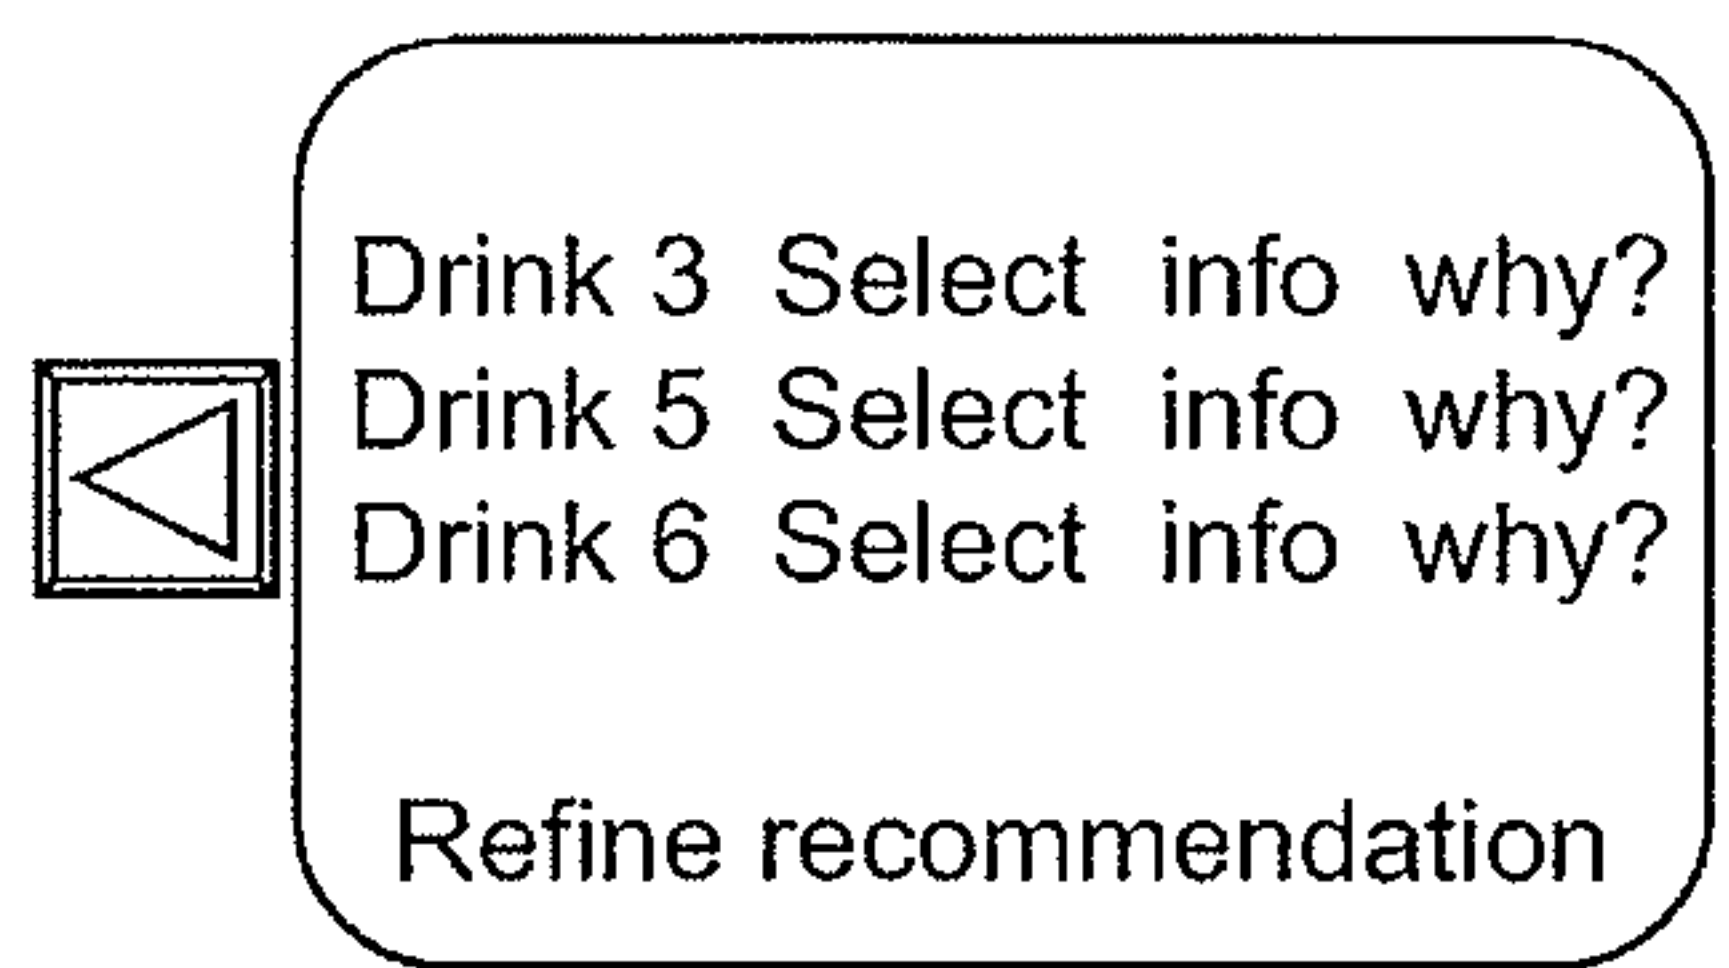 Drink 3 Select info why?
Drink 5 Select info why?
Drink 6 Select info why?
Refine recommendation